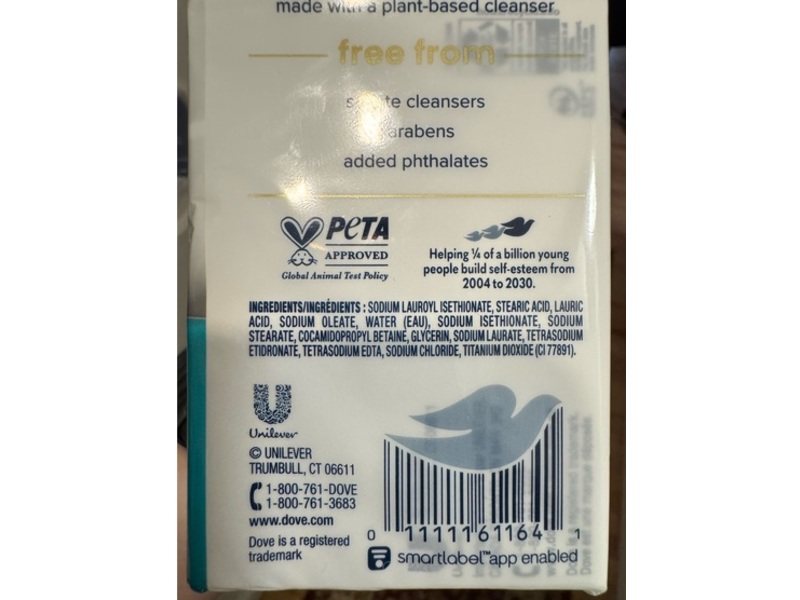 made with a plant-based cleanser.
free from
cleansers
added phthalates
PETA
APPROVED
Global Animal Test Policy
Helping ¼ of a billion young
people build self-esteem from
2004 to 2030.
INGREDIENTS/INGRÉDIENTS : SODIUM LAUROYL ISETHIONATE, STEARIC ACID, LAURIC
ACID, SODIUM OLEATE, WATER (EAU), SODIUM ISETHIONATE, SODIUM
STEARATE, COCAMIDOPROPYL BETAINE, GLYCERIN, SODIUM LAURATE, TETRASODIUM
ETIDRONATE, TETRASODIUM EDTA, SODIUM CHLORIDE, TITANIUM DIOXIDE (CI 77891).
Unilever
© UNILEVER
TRUMBULL, CT 06611
1-800-761-DOVE
1-800-761-3683
www.dove.com
Dove is a registered
trademark
0 11111 61164 1
smartlabel™ app enabled